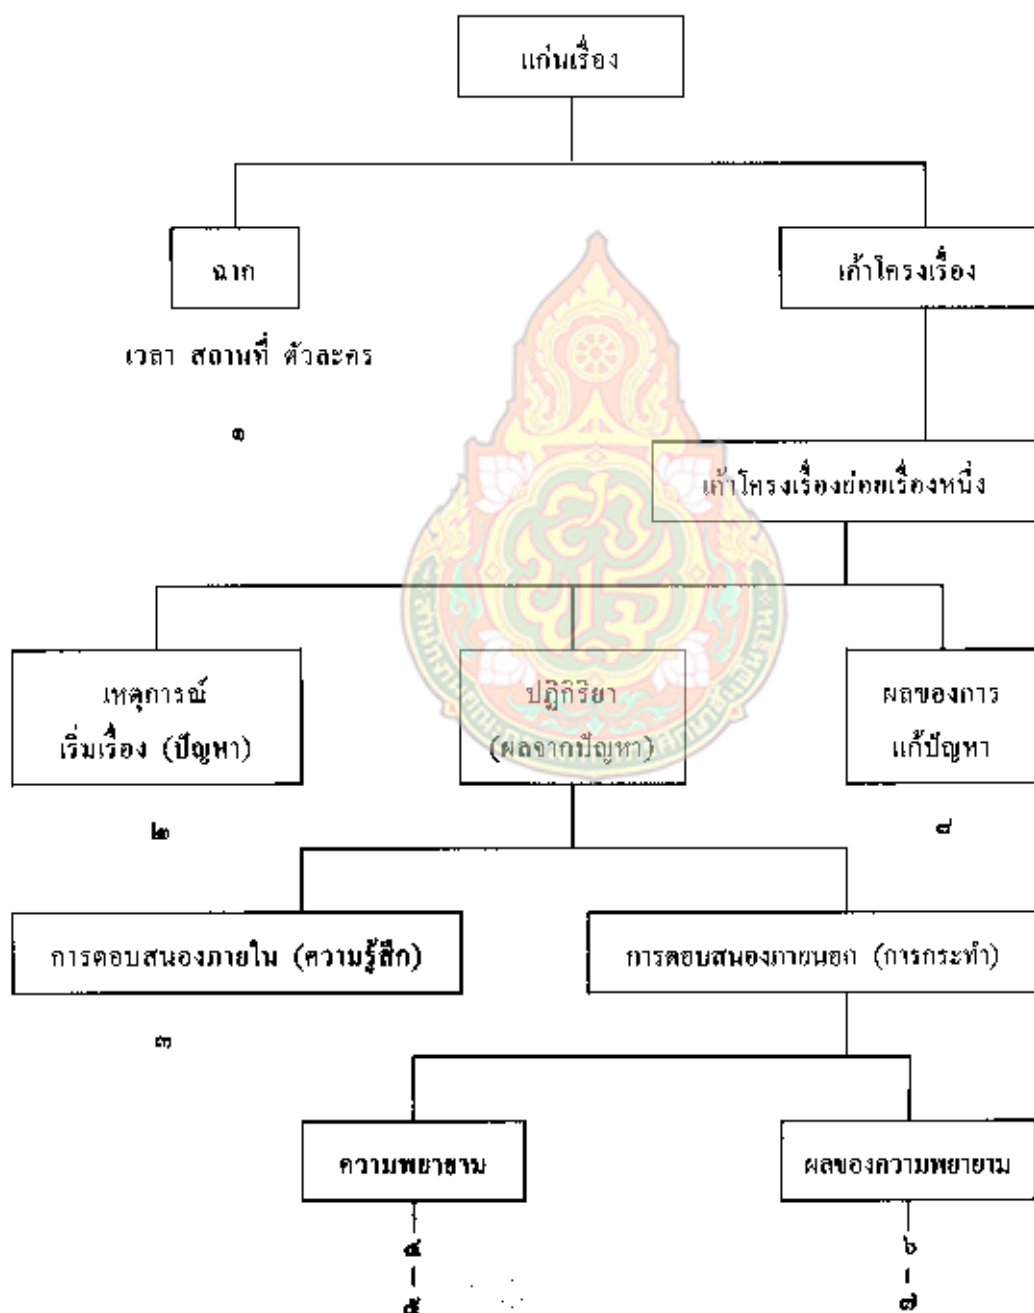 แก่นเรื่อง
ฉาก
เค้าโครงเรื่อง
เวลา สถานที่ ตัวละคร
๑
เค้าโครงเรื่องย่อยเรื่องหนึ่ง
เหตุการณ์
เริ่มเรื่อง (ปัญหา)
ปฏิกิริยา
(ผลจากปัญหา)
ผลของการ
แก้ปัญหา
๒
๘
การตอบสนองภายใน (ความรู้สึก)
การตอบสนองภายนอก (การกระทำ)
๓
ความพยายาม
ผลของความพยายาม
๔
๖
๕
๗